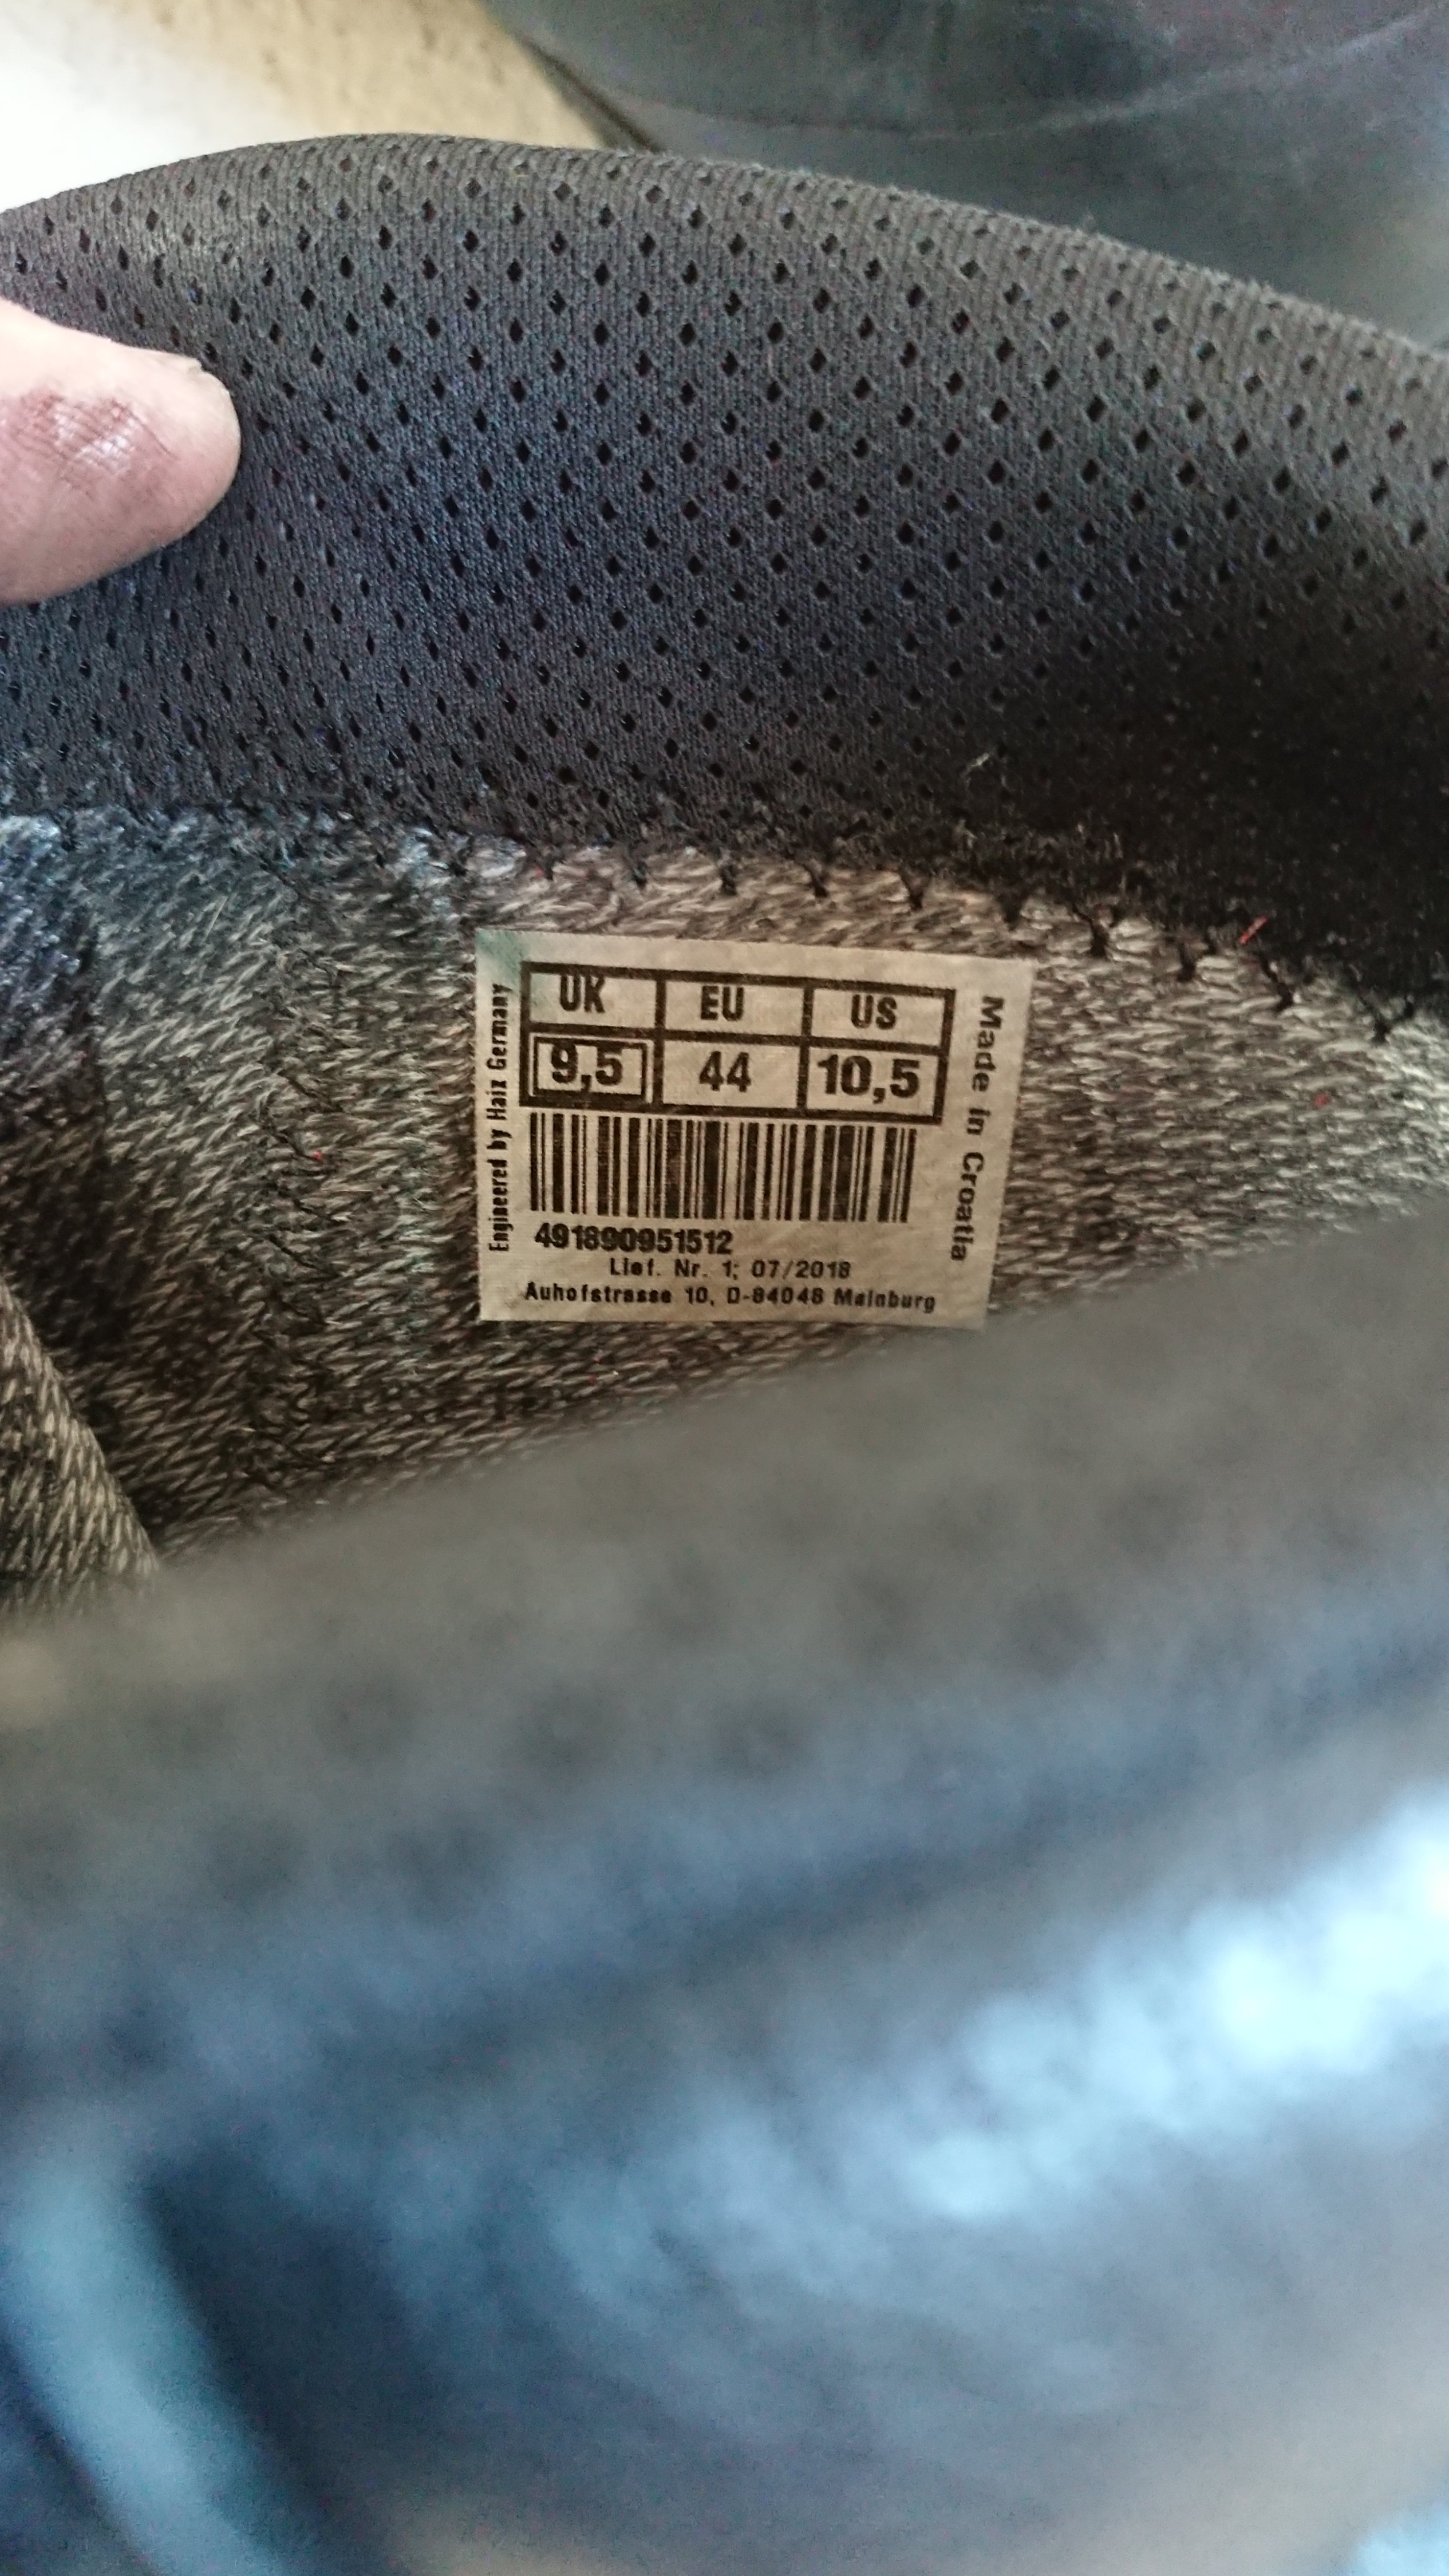 UK EU US
9,5 44 10,5
491890951512
Lief. Nr. 1; 07/2018
Auhofstrasse 10, D-84048 Mainburg
Engineered by Haix Germany
Made in Croatia